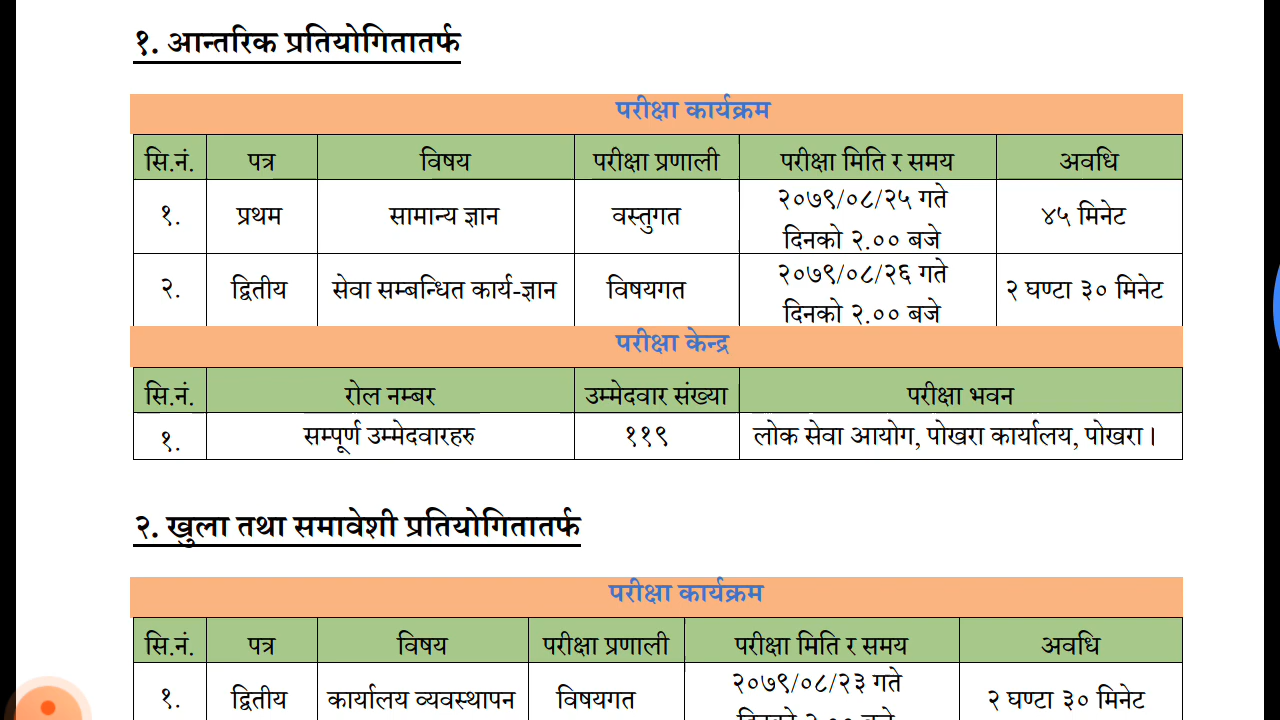 १. आन्तरिक प्रतियोगितातर्फ
परीक्षा कार्यक्रम
सि.नं. पत्र विषय परीक्षा प्रणाली परीक्षा मिति र समय अवधि
१. प्रथम सामान्य ज्ञान वस्तुगत २०७९/०८/२५ गते दिनको २.०० बजे ४५ मिनेट
२. द्वितीय सेवा सम्बन्धित कार्य-ज्ञान विषयगत २०७९/०८/२६ गते दिनको २.०० बजे २ घण्टा ३० मिनेट
परीक्षा केन्द्र
सि.नं. रोल नम्बर उम्मेदवार संख्या परीक्षा भवन
१. सम्पूर्ण उम्मेदवारहरु ११९ लोक सेवा आयोग, पोखरा कार्यालय, पोखरा।
२. खुला तथा समावेशी प्रतियोगितातर्फ
परीक्षा कार्यक्रम
सि.नं. पत्र विषय परीक्षा प्रणाली परीक्षा मिति र समय अवधि
१. द्वितीय कार्यालय व्यवस्थापन विषयगत २०७९/०८/२३ गते २ घण्टा ३० मिनेट